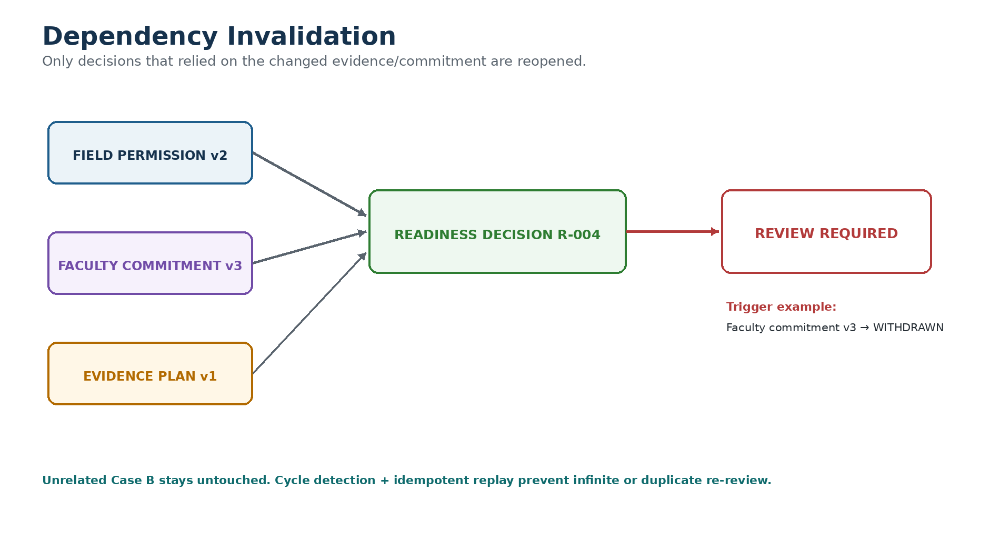 Dependency Invalidation
Only decisions that relied on the changed evidence/commitment are reopened.
FIELD PERMISSION v2
FACULTY COMMITMENT v3
EVIDENCE PLAN v1
READINESS DECISION R-004
REVIEW REQUIRED
Trigger example:
Faculty commitment v3 → WITHDRAWN
Unrelated Case B stays untouched. Cycle detection + idempotent replay prevent infinite or duplicate re-review.